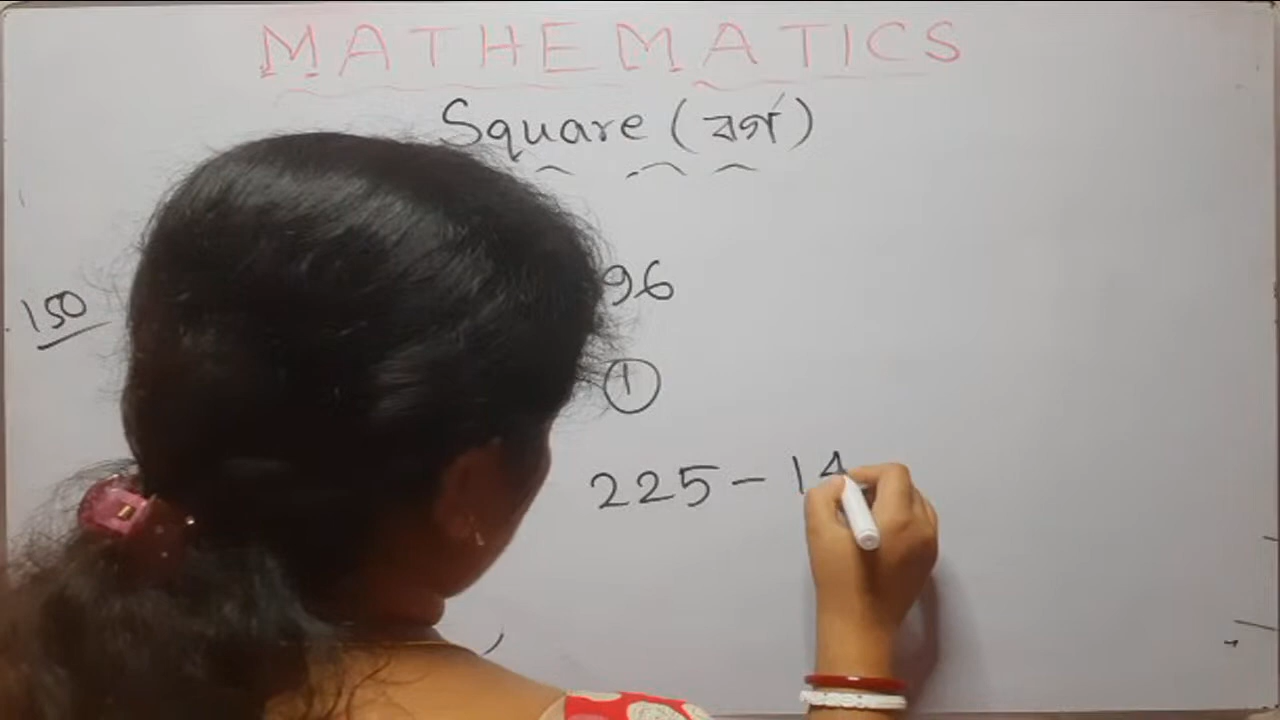 MATHEMATICS
Square (বর্গ)
150
96
1
225 - 14